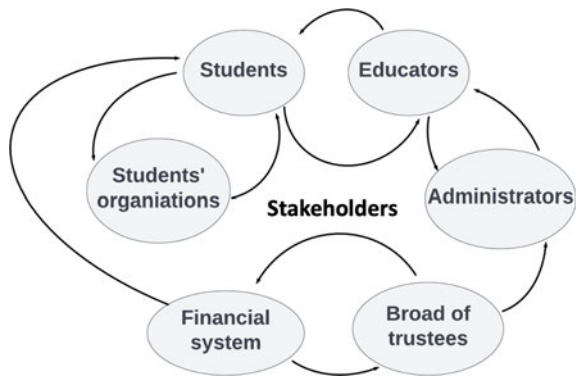 Students
Educators
Students'
organiations
Stakeholders
Administrators
Financial
system
Broad of
trustees